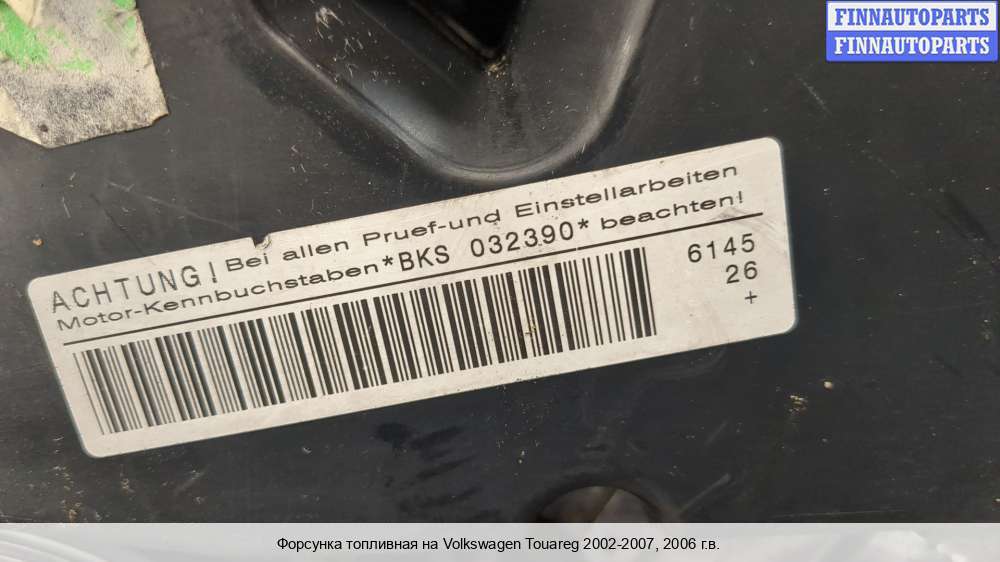 FINNAUTOPARTS
FINNAUTOPARTS
ACHTUNG! Bei allen Pruef-und Einstellarbeiten
Motor-Kennbuchstaben*BKS 032390* beachten!
6145
26
+
Форсунка топливная на Volkswagen Touareg 2002-2007, 2006 г.в.